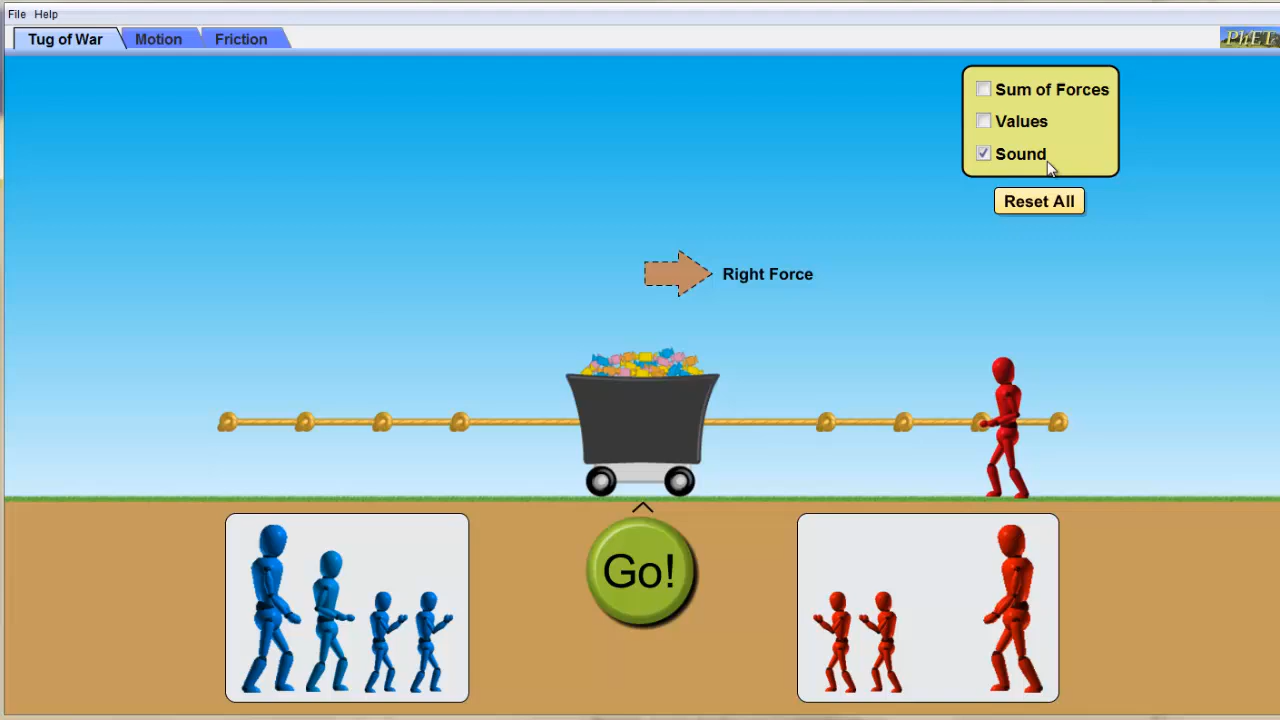 File Help
Tug of War Motion Friction
PhET
Sum of Forces
Values
Sound
Reset All
Right Force
Go!